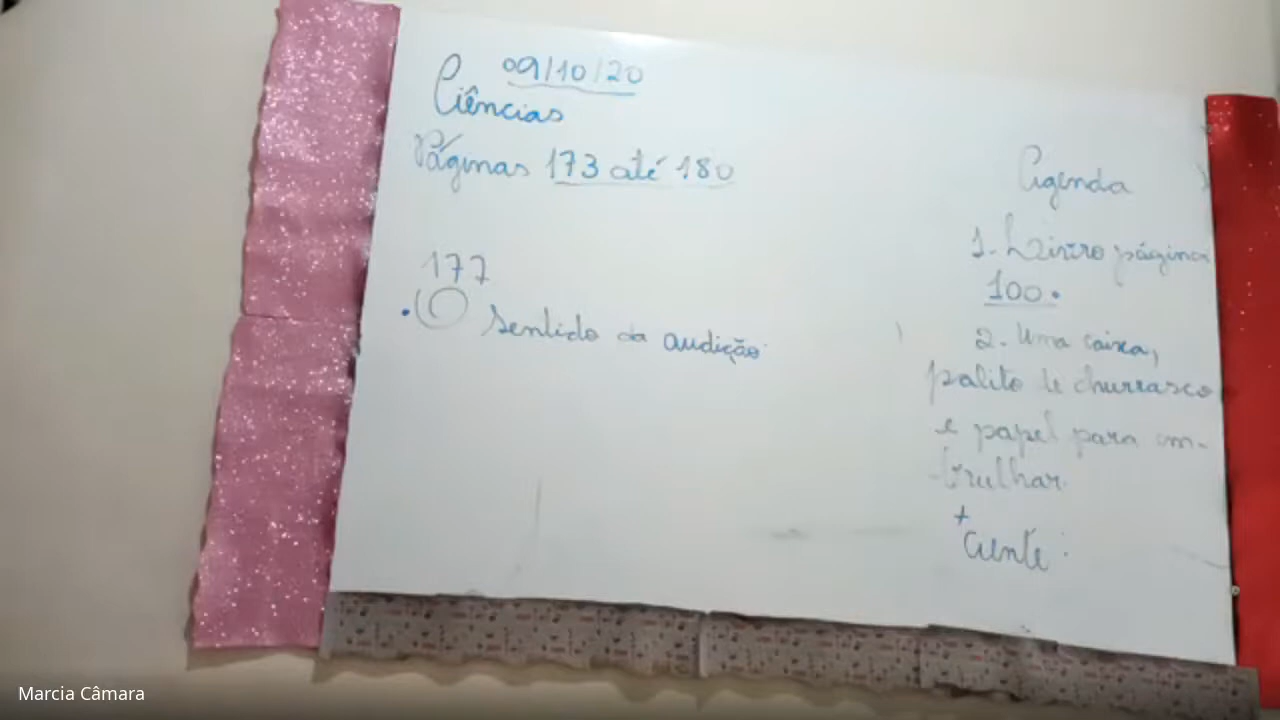 09/10/20
Ciências
Páginas 173 até 180
177
. Sentido da audição
Agenda
1. Livro página
100.
2. Uma caixa,
palito de churrasco
e papel para em-
brulhar
+
Ciente.
Marcia Câmara